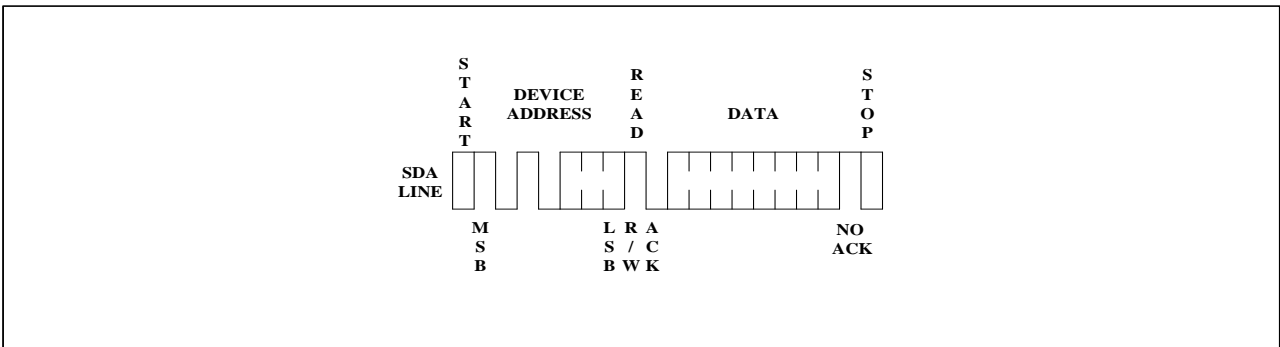 START
DEVICE
ADDRESS
READ
DATA
STOP
SDA
LINE
MSB
LSB
R/W
ACK
NO
ACK